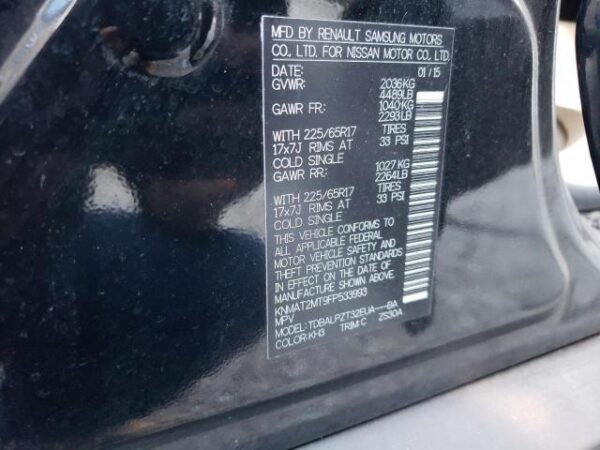 MFD BY RENAULT SAMSUNG MOTORS
CO., LTD. FOR NISSAN MOTOR CO., LTD.
DATE: 01/15
GVWR: 2036KG
4489LB
GAWR FR: 1040KG
2293LB
WITH 225/65R17 TIRES
17x7J RIMS AT 33 PSI
COLD SINGLE
GAWR RR: 1027 KG
2264LB
WITH 225/65R17 TIRES
17x7J RIMS AT 33 PSI
COLD SINGLE
THIS VEHICLE CONFORMS TO
ALL APPLICABLE FEDERAL
MOTOR VEHICLE SAFETY AND
THEFT PREVENTION STANDARDS
IN EFFECT ON THE DATE OF
MANUFACTURE SHOWN ABOVE.
KNMAT2MT9FP533993
MPV
MODEL: TDBALPZT32EUA---BA
COLOR:KH3 TRIM:C ZS30A